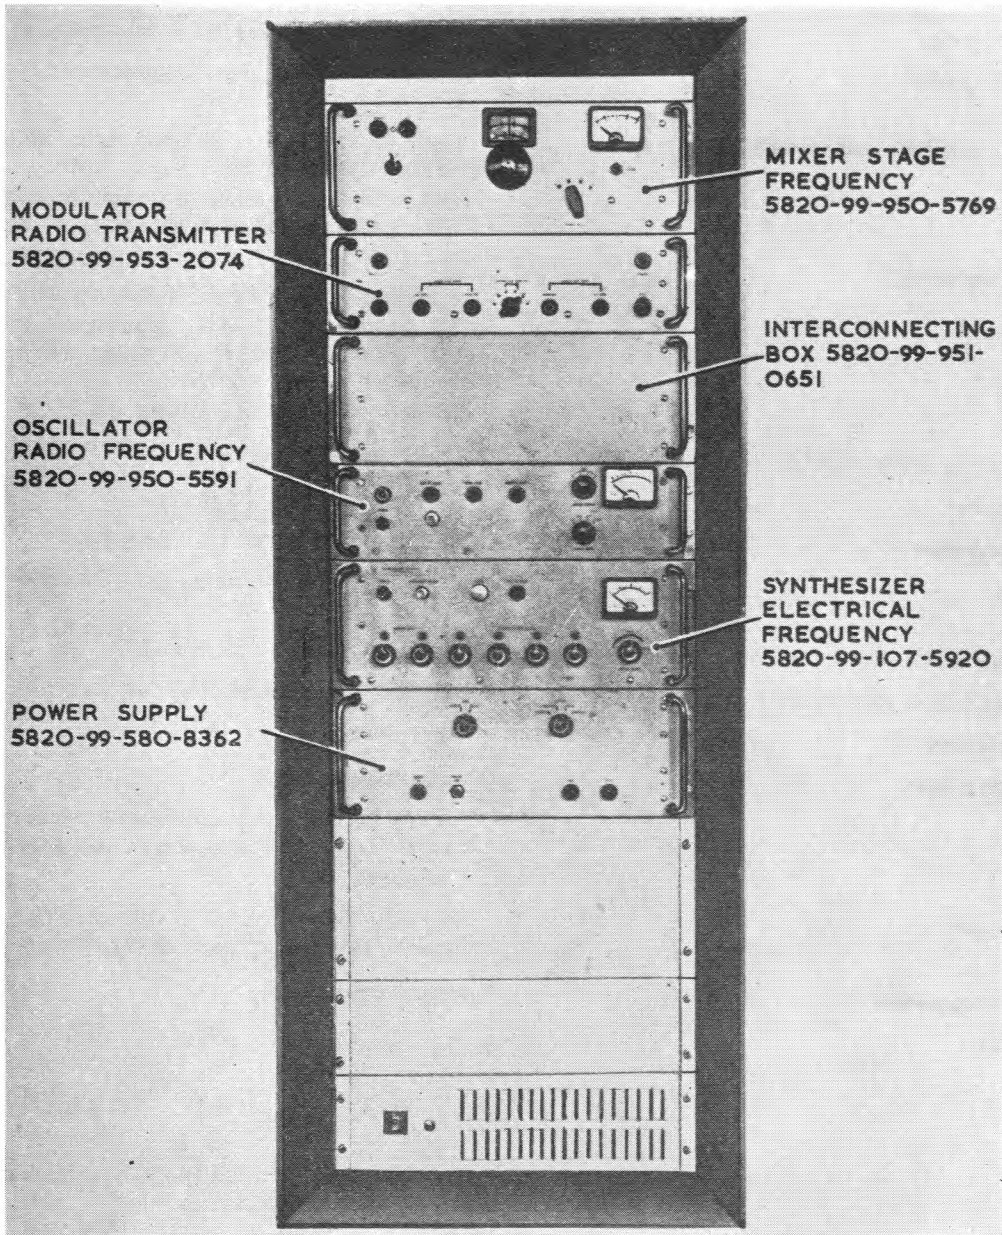 MIXER STAGE
FREQUENCY
5820-99-950-5769
MODULATOR
RADIO TRANSMITTER
5820-99-953-2074
INTERCONNECTING
BOX 5820-99-951-
0651
OSCILLATOR
RADIO FREQUENCY
5820-99-950-5591
SYNTHESIZER
ELECTRICAL
FREQUENCY
5820-99-107-5920
POWER SUPPLY
5820-99-580-8362